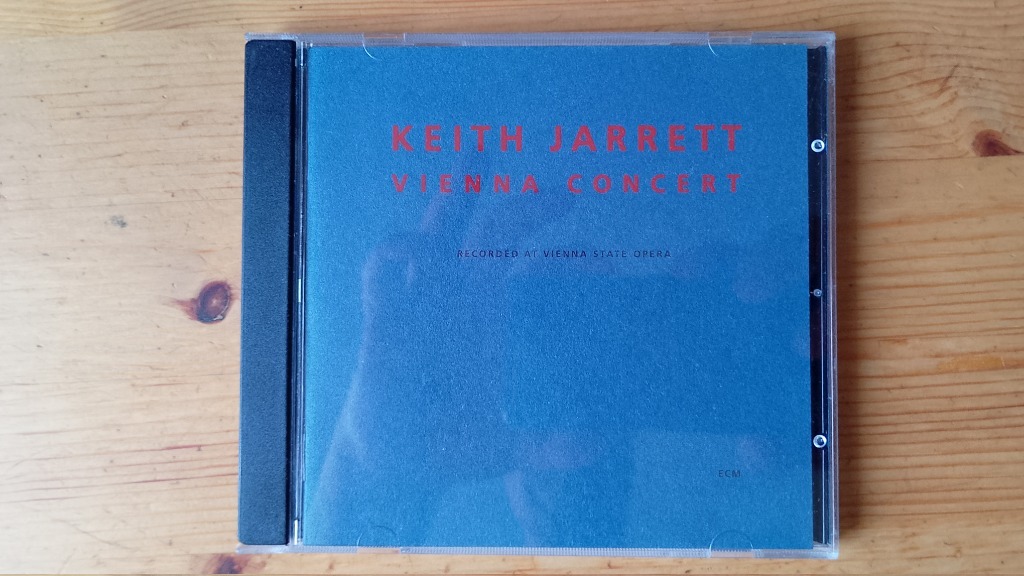 KEITH JARRETT
VIENNA CONCERT
RECORDED AT VIENNA STATE OPERA
ECM